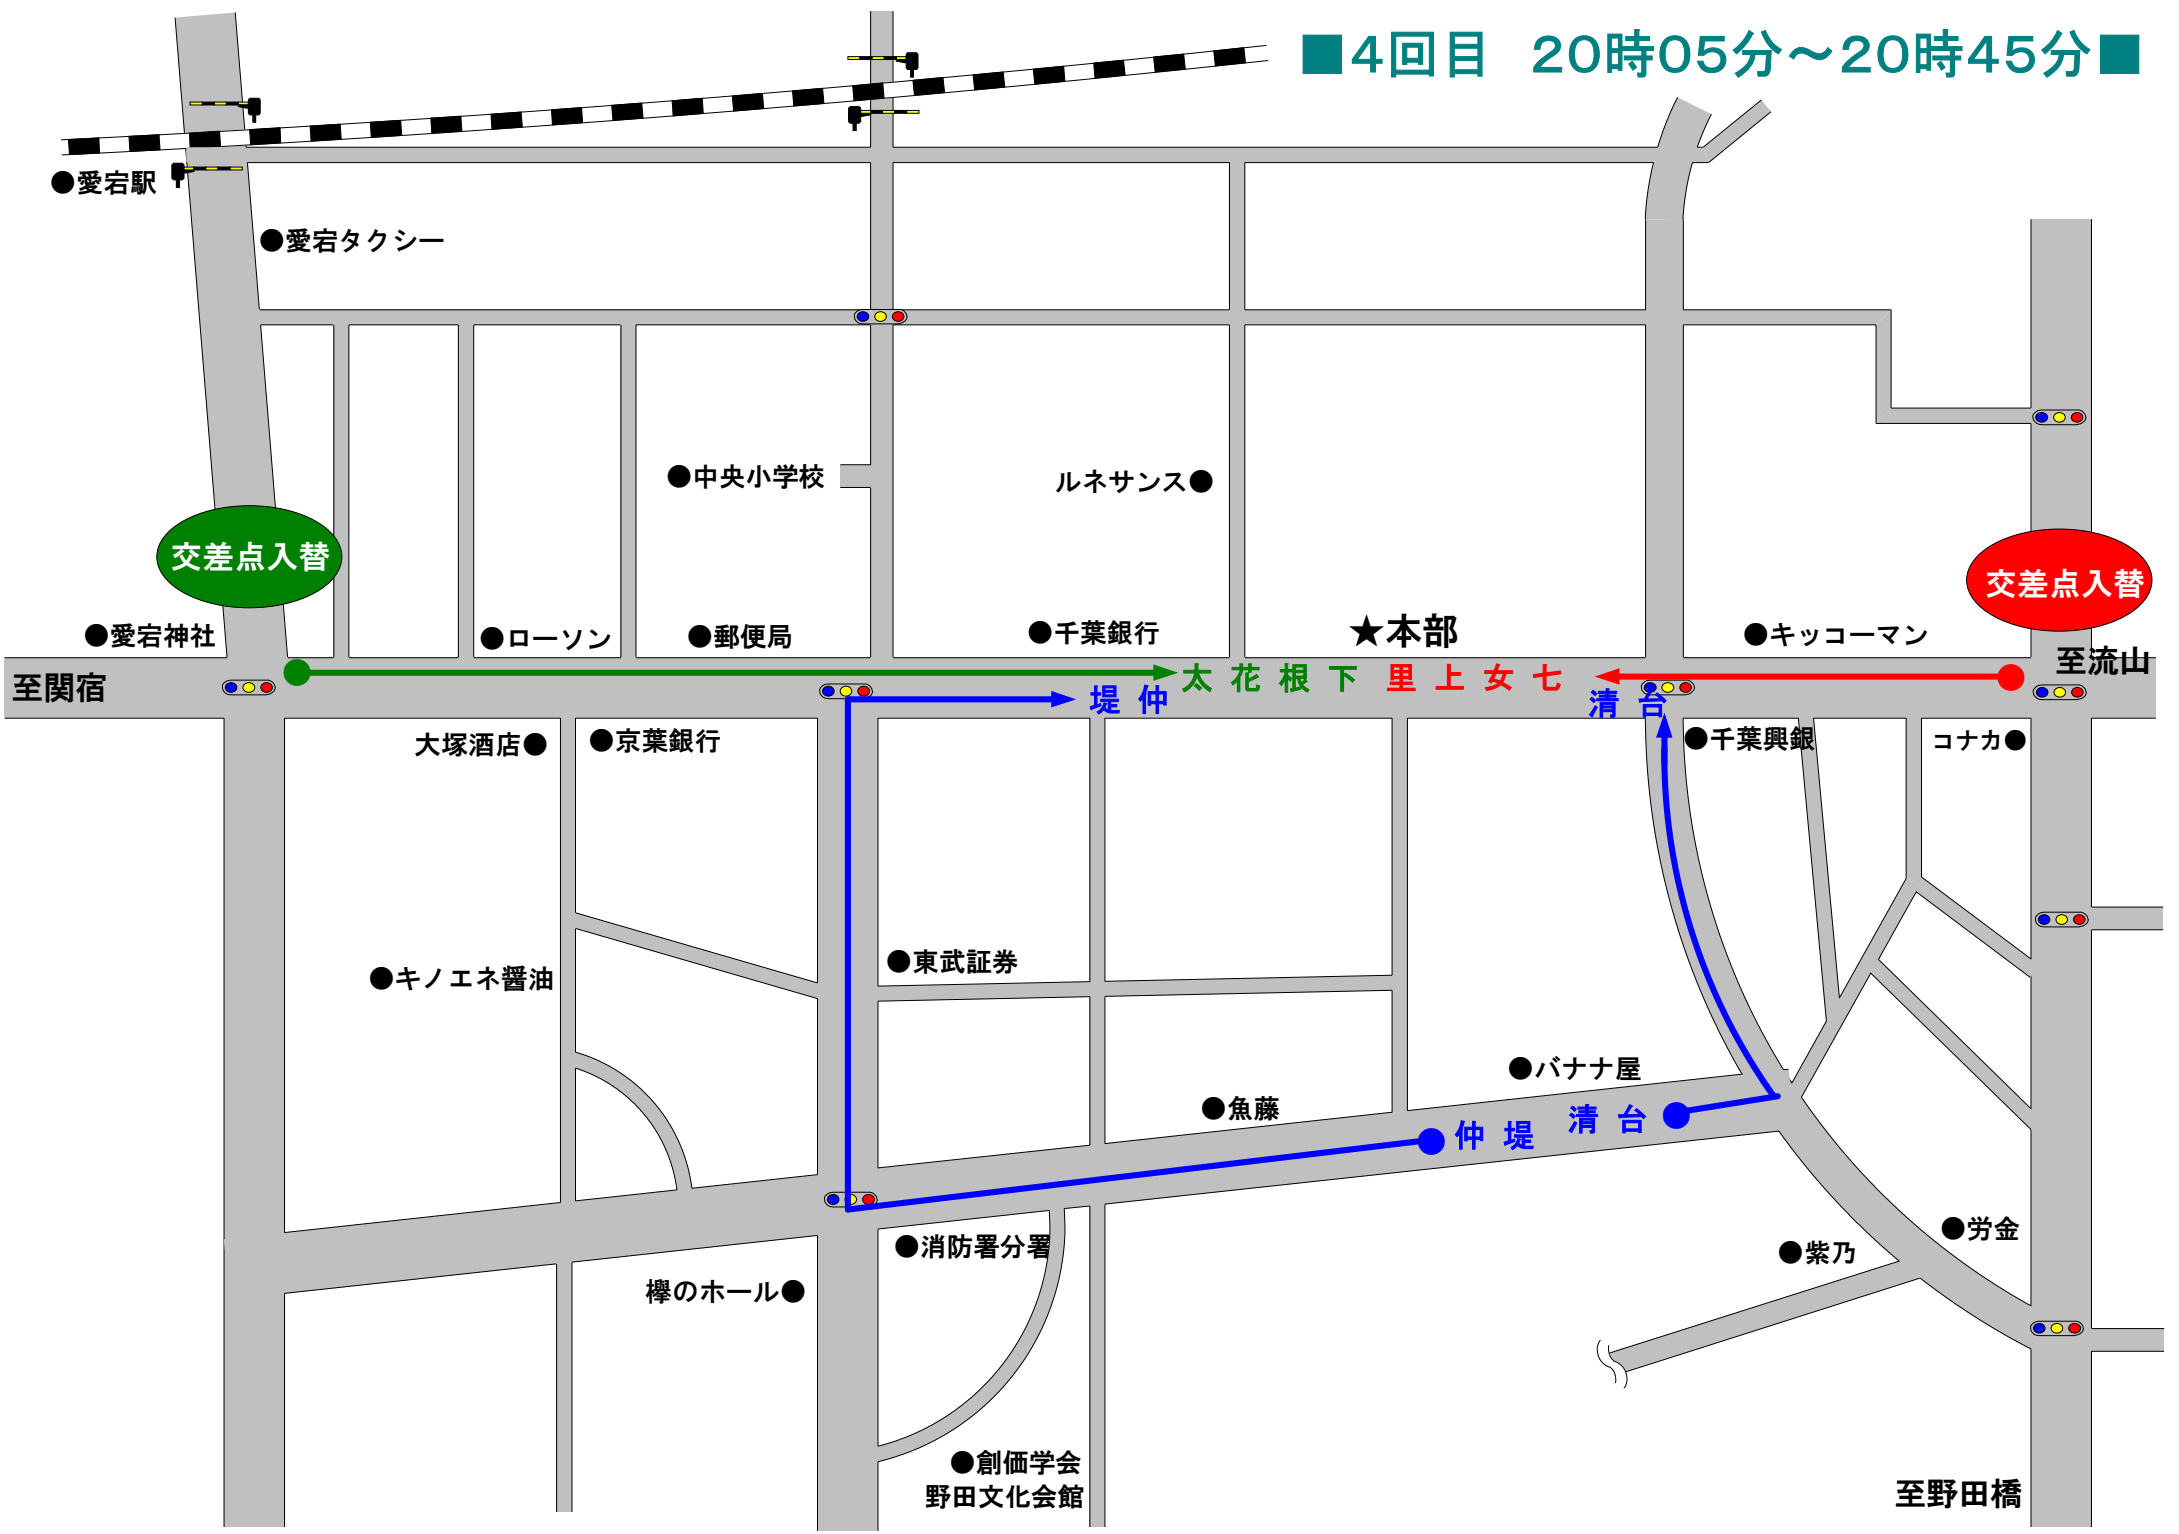 ■4回目　20時05分～20時45分■
●愛宕駅
●愛宕タクシー
●中央小学校
ルネサンス●
交差点入替
交差点入替
●愛宕神社
●ローソン
●郵便局
●千葉銀行
★本部
●キッコーマン
至流山
至関宿
太 花 根 下 里 上 女 七
堤 仲
清 台
大塚酒店●
●京葉銀行
●千葉興銀
コナカ●
●東武証券
●キノエネ醤油
●バナナ屋
●魚藤
清 台
仲 堤
●消防署分署
●労金
●紫乃
欅のホール●
●創価学会
野田文化会館
至野田橋